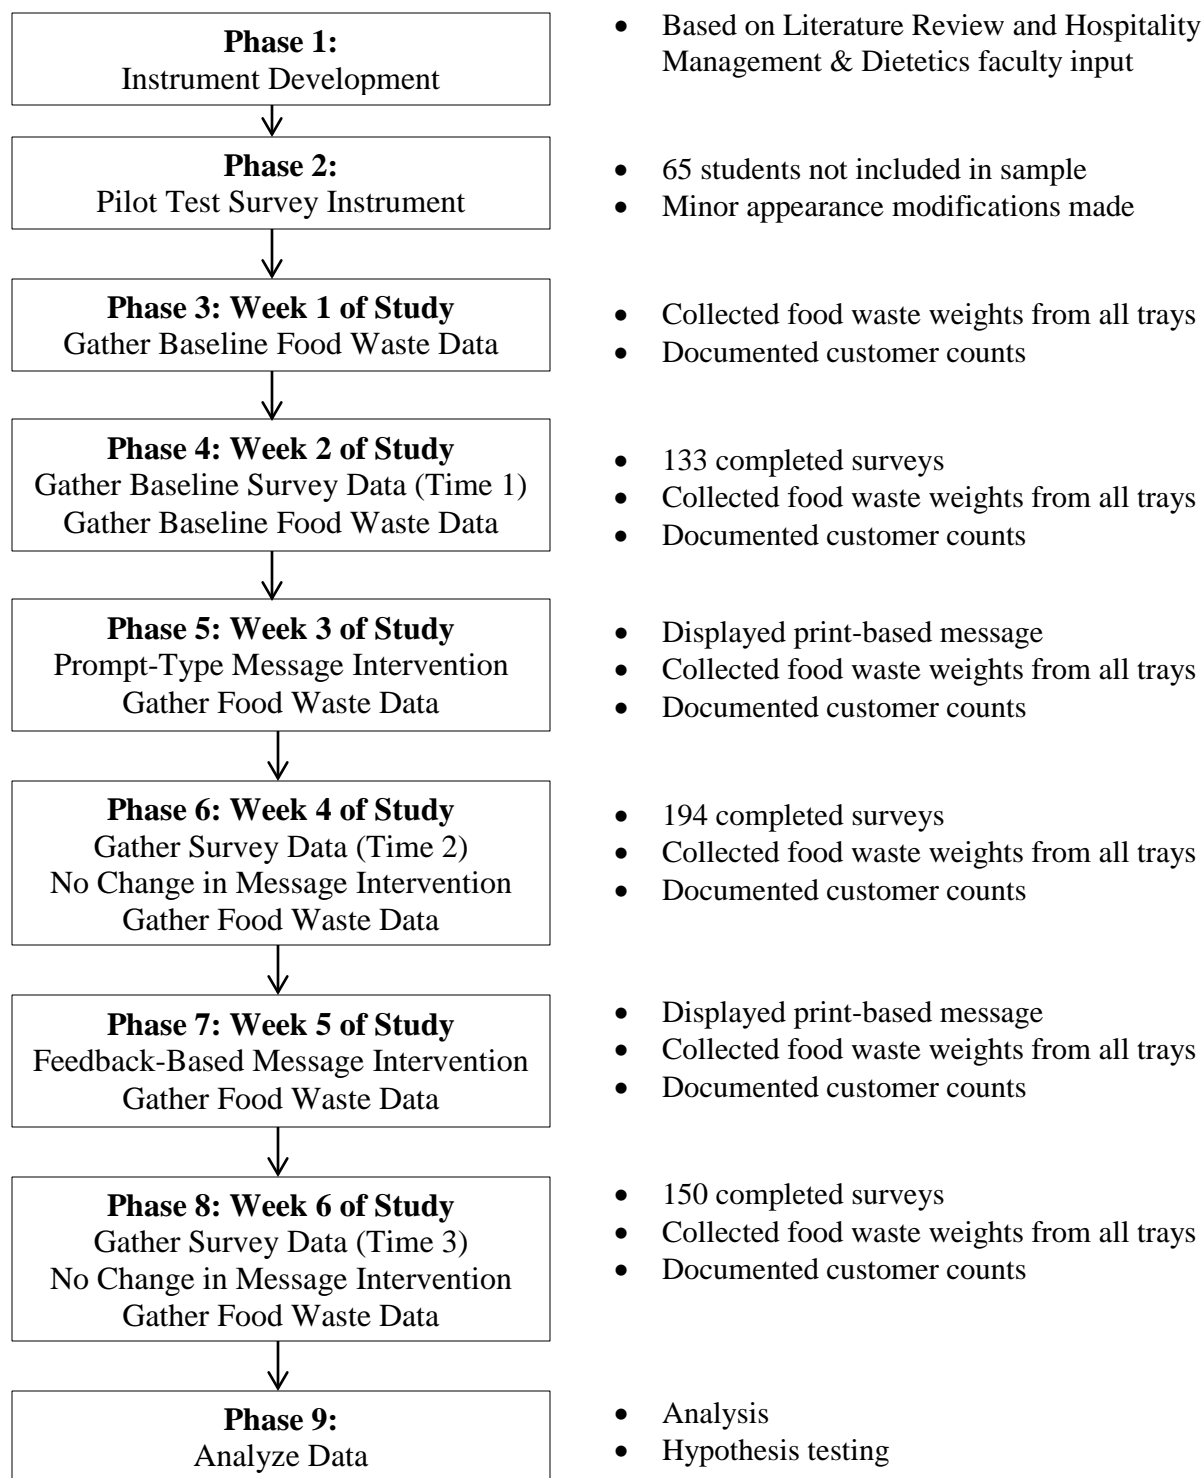 Phase 1:
Instrument Development
• Based on Literature Review and Hospitality
Management & Dietetics faculty input
Phase 2:
Pilot Test Survey Instrument
• 65 students not included in sample
• Minor appearance modifications made
Phase 3: Week 1 of Study
Gather Baseline Food Waste Data
• Collected food waste weights from all trays
• Documented customer counts
Phase 4: Week 2 of Study
Gather Baseline Survey Data (Time 1)
Gather Baseline Food Waste Data
• 133 completed surveys
• Collected food waste weights from all trays
• Documented customer counts
Phase 5: Week 3 of Study
Prompt-Type Message Intervention
Gather Food Waste Data
• Displayed print-based message
• Collected food waste weights from all trays
• Documented customer counts
Phase 6: Week 4 of Study
Gather Survey Data (Time 2)
No Change in Message Intervention
Gather Food Waste Data
• 194 completed surveys
• Collected food waste weights from all trays
• Documented customer counts
Phase 7: Week 5 of Study
Feedback-Based Message Intervention
Gather Food Waste Data
• Displayed print-based message
• Collected food waste weights from all trays
• Documented customer counts
Phase 8: Week 6 of Study
Gather Survey Data (Time 3)
No Change in Message Intervention
Gather Food Waste Data
• 150 completed surveys
• Collected food waste weights from all trays
• Documented customer counts
Phase 9:
Analyze Data
• Analysis
• Hypothesis testing